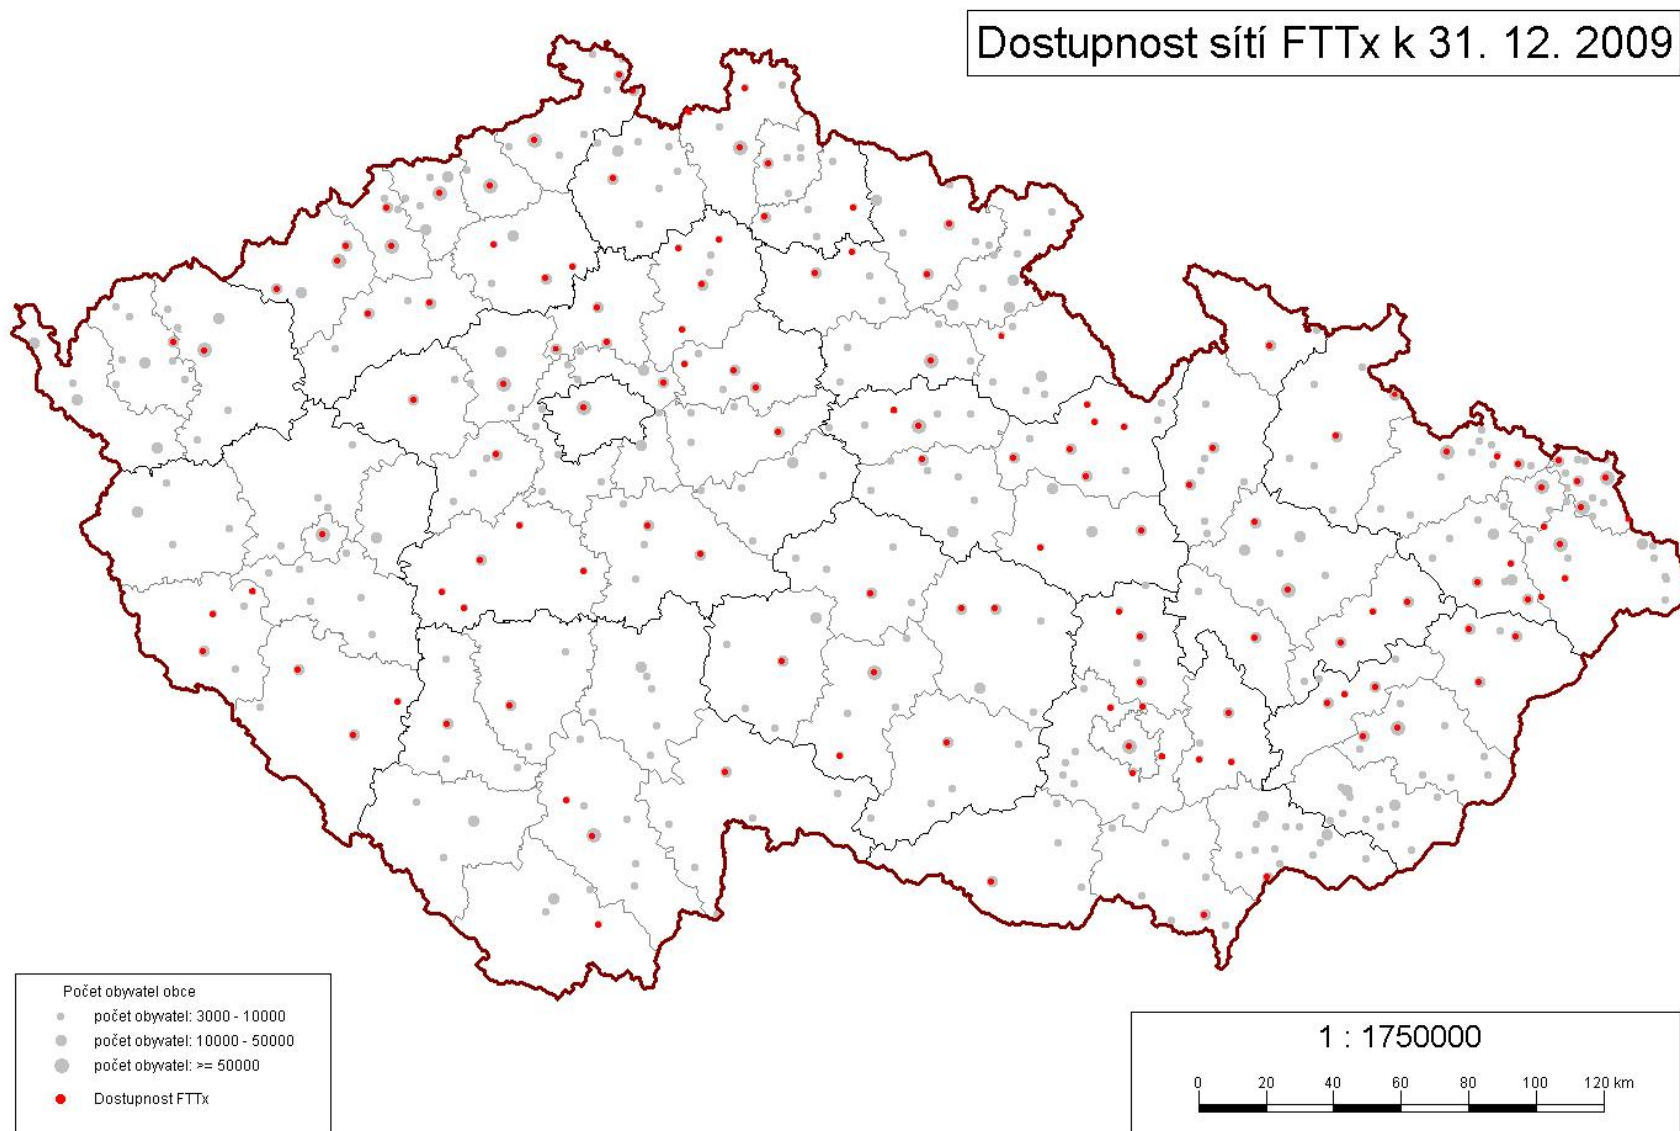 Dostupnost sítí FTTx k 31. 12. 2009
Počet obyvatel obce
počet obyvatel: 3000 - 10000
počet obyvatel: 10000 - 50000
počet obyvatel: >= 50000
Dostupnost FTTx
1 : 1750000
0 20 40 60 80 100 120 km